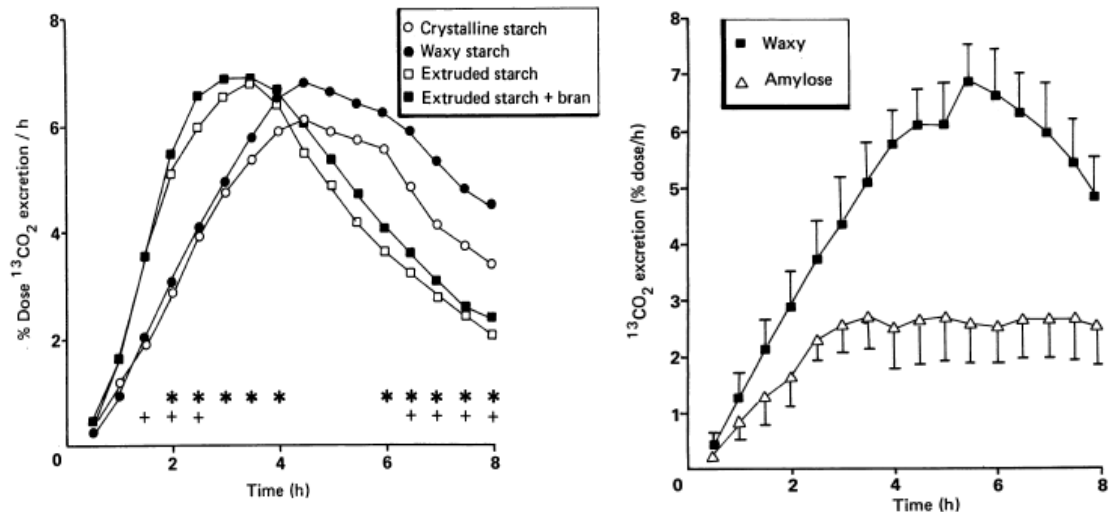 8
6
4
2
0
2
4
6
8
% Dose 13CO2 excretion / h
Time (h)
○ Crystalline starch
● Waxy starch
□ Extruded starch
■ Extruded starch + bran
* * * * * * * * * *
+ + + + + + +
8
7
6
5
4
3
2
1
0
2
4
6
8
13CO2 excretion (% dose/h)
Time (h)
■ Waxy
△ Amylose